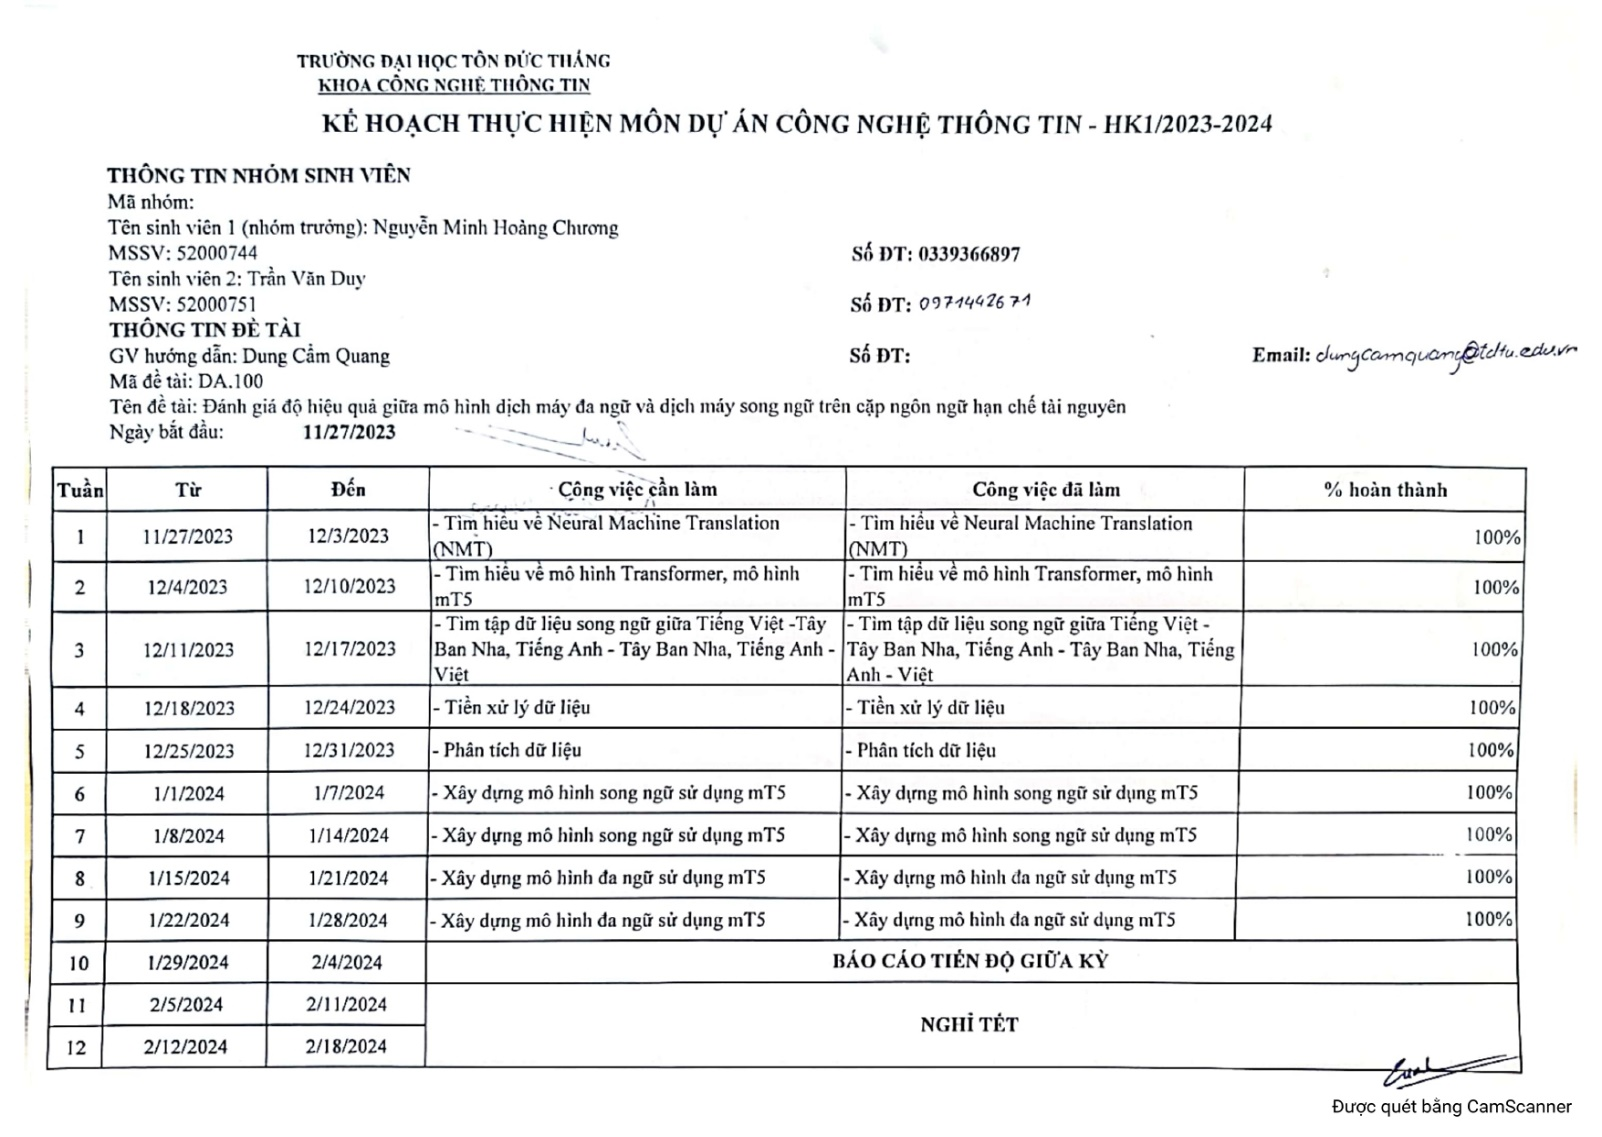 TRƯỜNG ĐẠI HỌC TÔN ĐỨC THẮNG
KHOA CÔNG NGHỆ THÔNG TIN
KẾ HOẠCH THỰC HIỆN MÔN DỰ ÁN CÔNG NGHỆ THÔNG TIN - HK1/2023-2024
THÔNG TIN NHÓM SINH VIÊN
Mã nhóm:
Tên sinh viên 1 (nhóm trưởng): Nguyễn Minh Hoàng Chương
MSSV: 52000744 Số ĐT: 0339366897
Tên sinh viên 2: Trần Văn Duy
MSSV: 52000751 Số ĐT: 0971442671
THÔNG TIN ĐỀ TÀI
GV hướng dẫn: Dung Cẩm Quang Số ĐT: Email: dungcamquang@tdtu.edu.vn
Mã đề tài: DA.100
Tên đề tài: Đánh giá độ hiệu quả giữa mô hình dịch máy đa ngữ và dịch máy song ngữ trên cặp ngôn ngữ hạn chế tài nguyên
Ngày bắt đầu: 11/27/2023
Tuần Từ Đến Công việc cần làm Công việc đã làm % hoàn thành
1 11/27/2023 12/3/2023 - Tìm hiểu về Neural Machine Translation (NMT) - Tìm hiểu về Neural Machine Translation (NMT) 100%
2 12/4/2023 12/10/2023 - Tìm hiểu về mô hình Transformer, mô hình mT5 - Tìm hiểu về mô hình Transformer, mô hình mT5 100%
3 12/11/2023 12/17/2023 - Tìm tập dữ liệu song ngữ giữa Tiếng Việt -Tây Ban Nha, Tiếng Anh - Tây Ban Nha, Tiếng Anh - Việt - Tìm tập dữ liệu song ngữ giữa Tiếng Việt - Tây Ban Nha, Tiếng Anh - Tây Ban Nha, Tiếng Anh - Việt 100%
4 12/18/2023 12/24/2023 - Tiền xử lý dữ liệu - Tiền xử lý dữ liệu 100%
5 12/25/2023 12/31/2023 - Phân tích dữ liệu - Phân tích dữ liệu 100%
6 1/1/2024 1/7/2024 - Xây dựng mô hình song ngữ sử dụng mT5 - Xây dựng mô hình song ngữ sử dụng mT5 100%
7 1/8/2024 1/14/2024 - Xây dựng mô hình song ngữ sử dụng mT5 - Xây dựng mô hình song ngữ sử dụng mT5 100%
8 1/15/2024 1/21/2024 - Xây dựng mô hình đa ngữ sử dụng mT5 - Xây dựng mô hình đa ngữ sử dụng mT5 100%
9 1/22/2024 1/28/2024 - Xây dựng mô hình đa ngữ sử dụng mT5 - Xây dựng mô hình đa ngữ sử dụng mT5 100%
10 1/29/2024 2/4/2024 BÁO CÁO TIẾN ĐỘ GIỮA KỲ
11 2/5/2024 2/11/2024 NGHỈ TẾT
12 2/12/2024 2/18/2024
Được quét bằng CamScanner